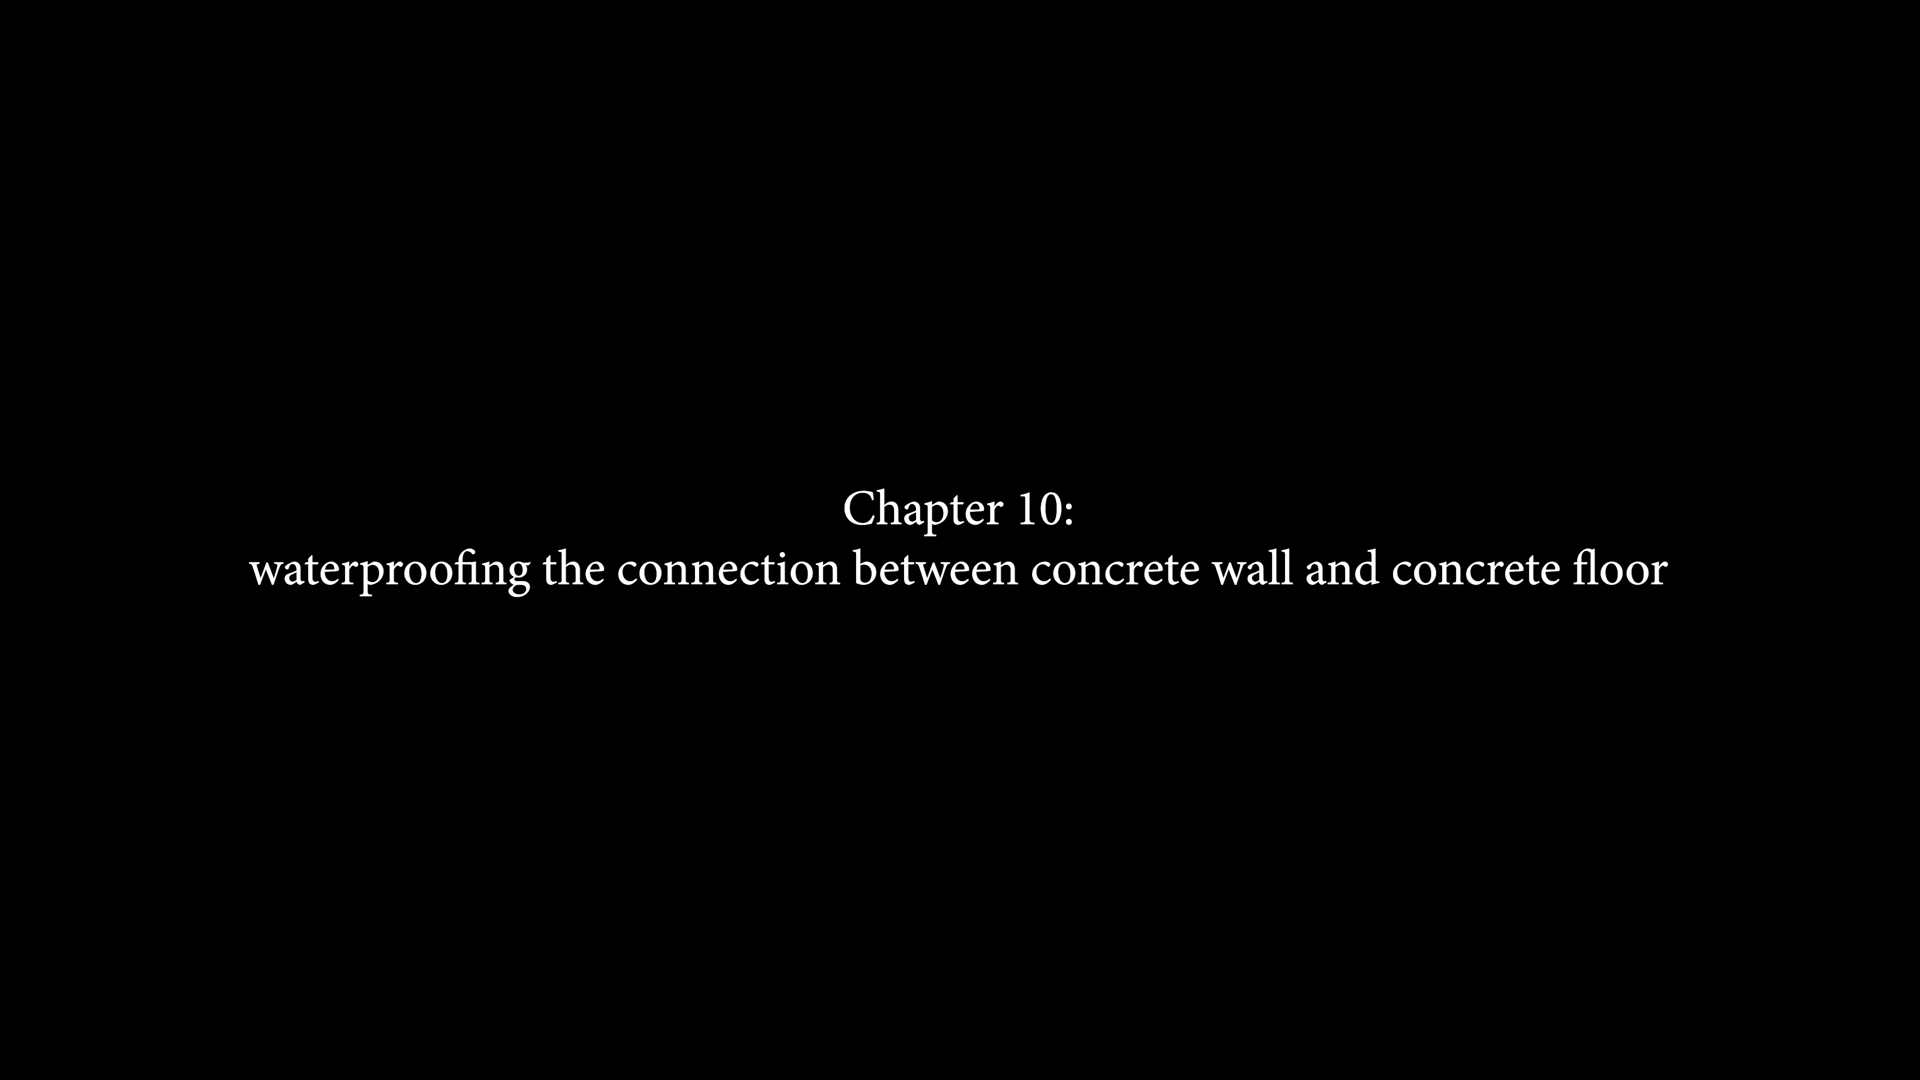 Chapter 10:
waterproofing the connection between concrete wall and concrete floor